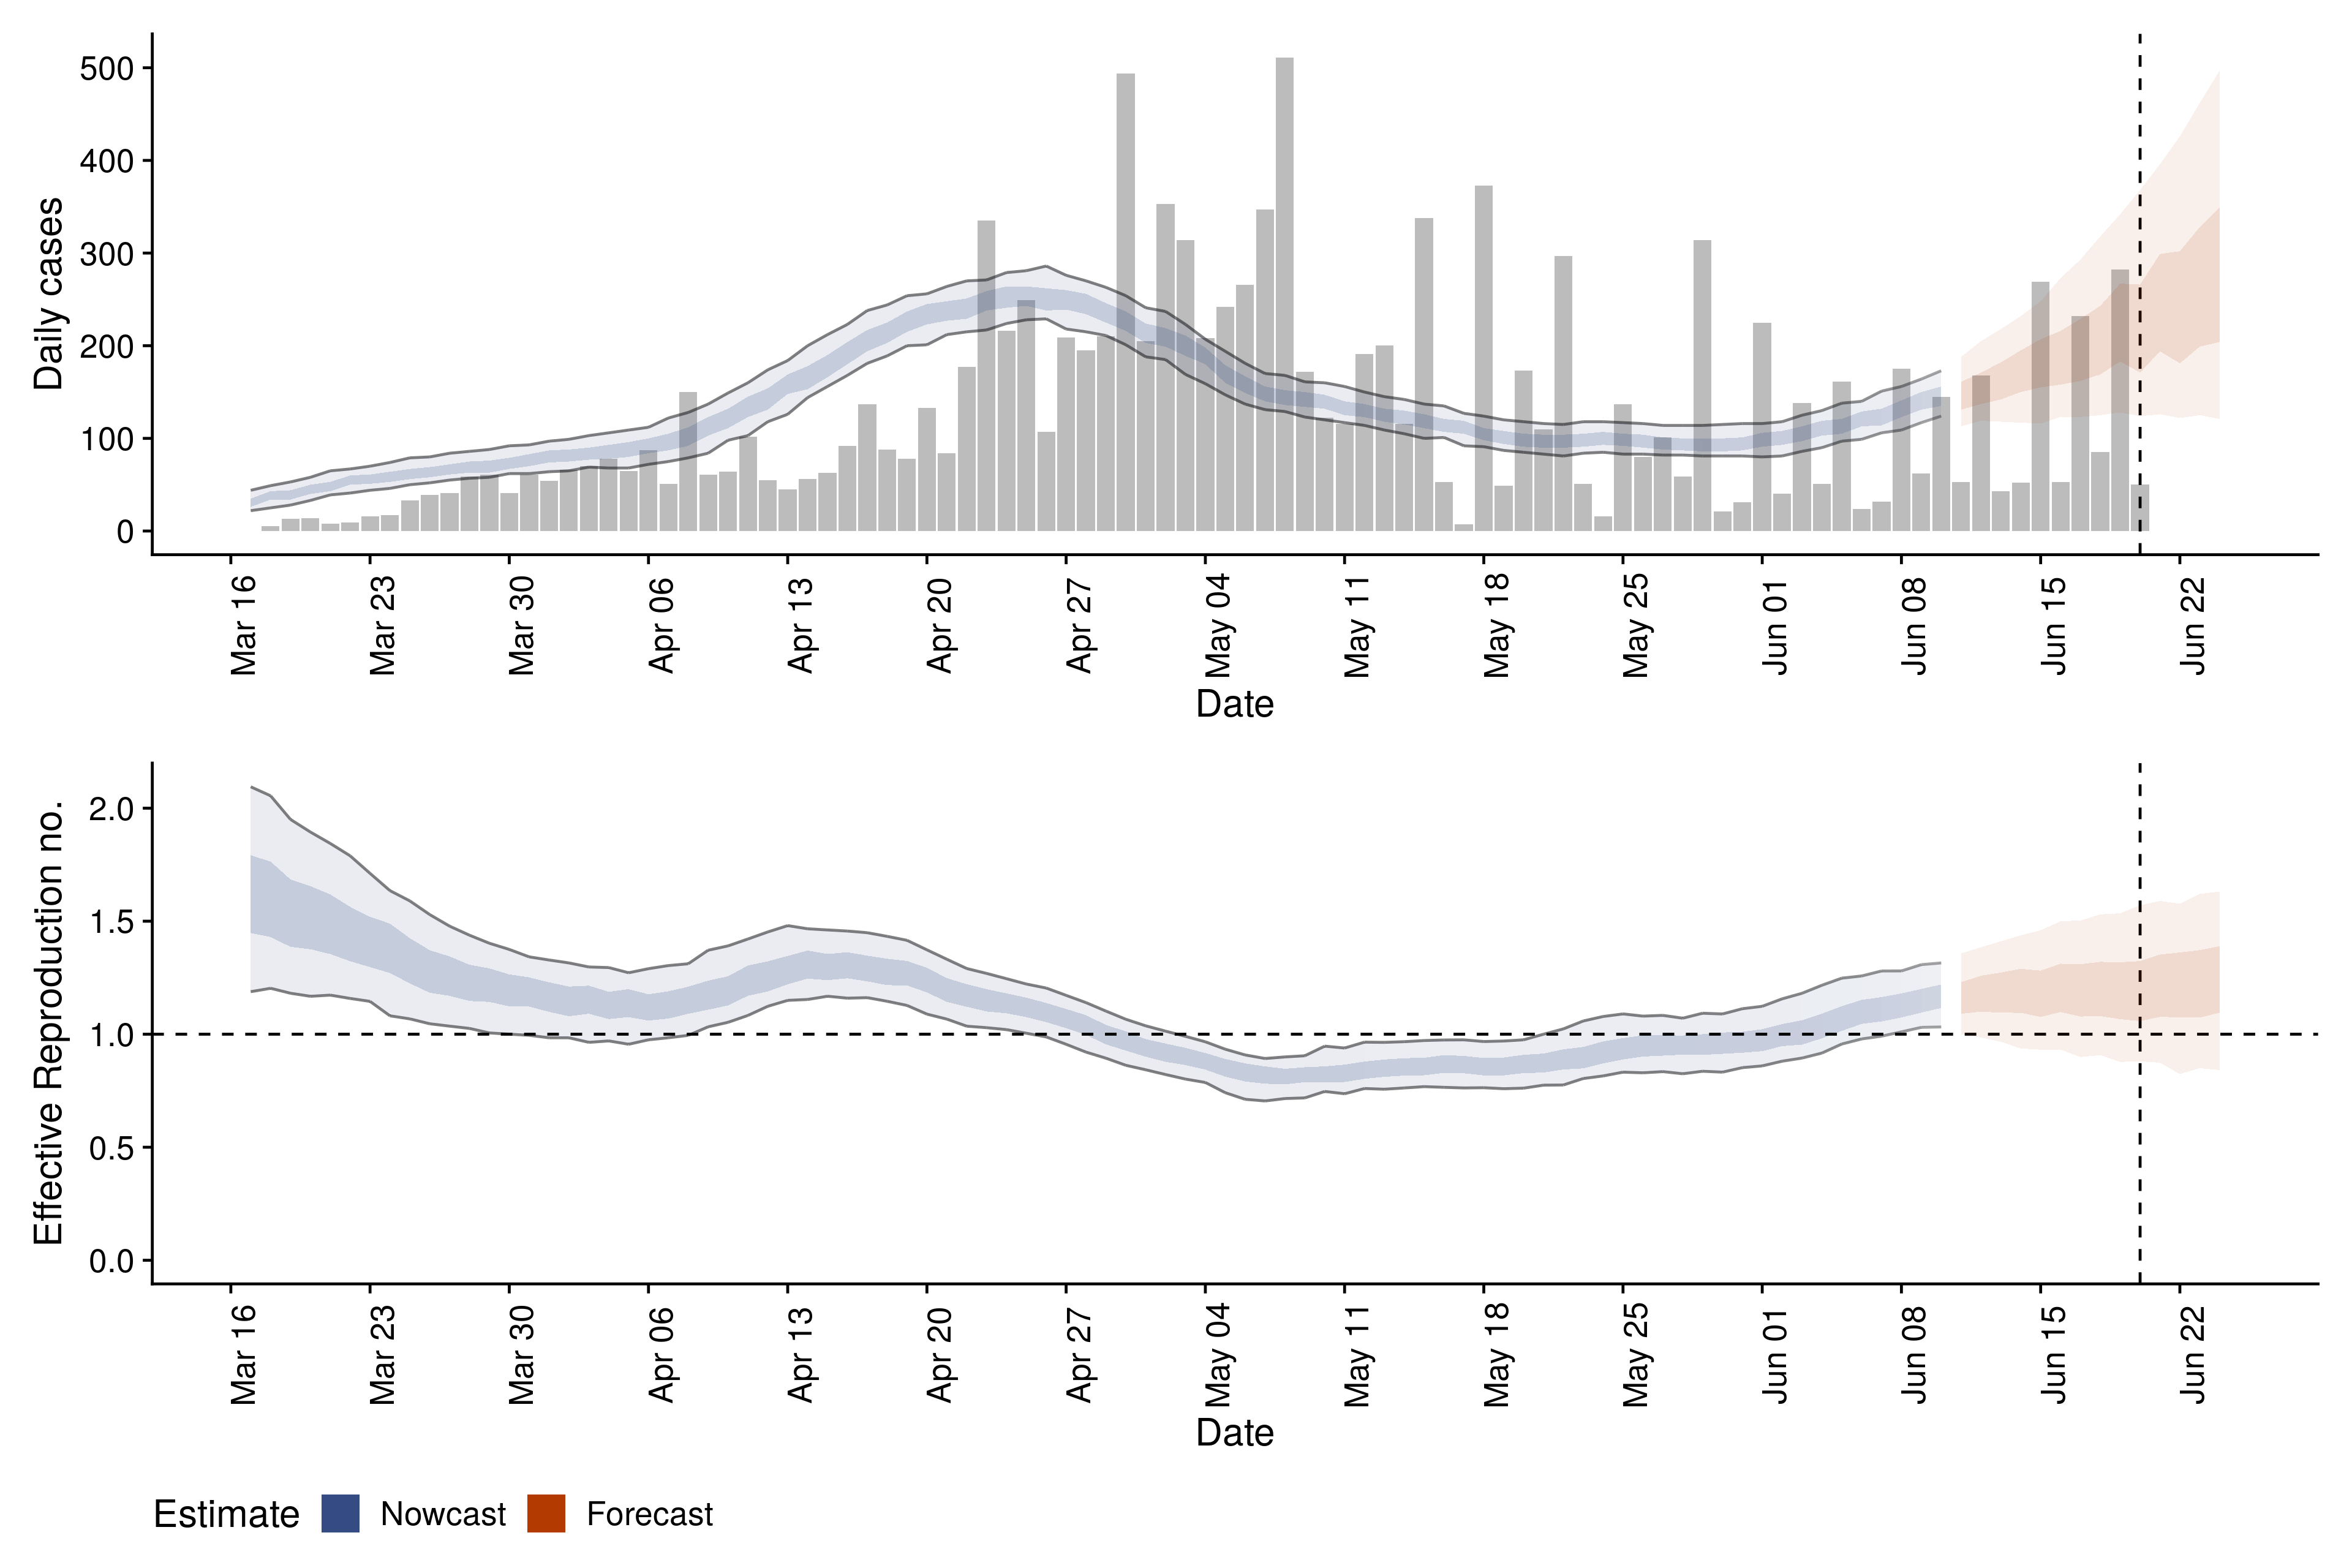 Daily cases
500
400
300
200
100
0
Mar 16 Mar 23 Mar 30 Apr 06 Apr 13 Apr 20 Apr 27 May 04 May 11 May 18 May 25 Jun 01 Jun 08 Jun 15 Jun 22
Date
Effective Reproduction no.
2.0
1.5
1.0
0.5
0.0
Mar 16 Mar 23 Mar 30 Apr 06 Apr 13 Apr 20 Apr 27 May 04 May 11 May 18 May 25 Jun 01 Jun 08 Jun 15 Jun 22
Date
Estimate Nowcast Forecast